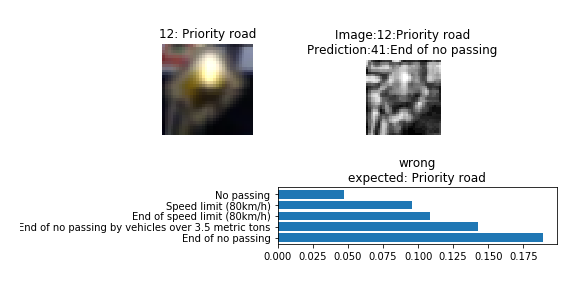 12: Priority road
Image:12:Priority road
Prediction:41:End of no passing
wrong
expected: Priority road
No passing
Speed limit (80km/h)
End of speed limit (80km/h)
End of no passing by vehicles over 3.5 metric tons
End of no passing
0.000 0.025 0.050 0.075 0.100 0.125 0.150 0.175